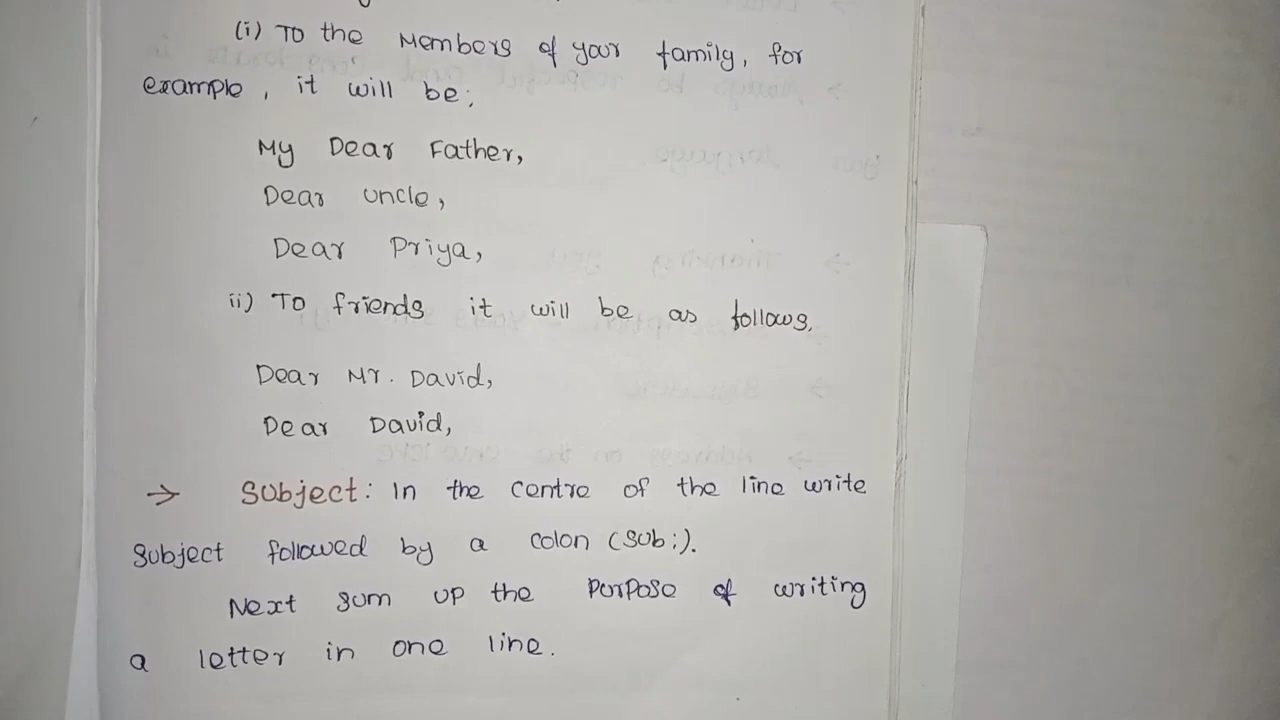 (i) To the Members of your family, for
example, it will be;
My Dear Father,
Dear uncle,
Dear Priya,
ii) To friends it will be as follows.
Dear Mr. David,
Dear David,
→ Subject: In the centre of the line write
Subject followed by a colon (Sub:).
Next sum up the purpose of writing
a letter in one line.